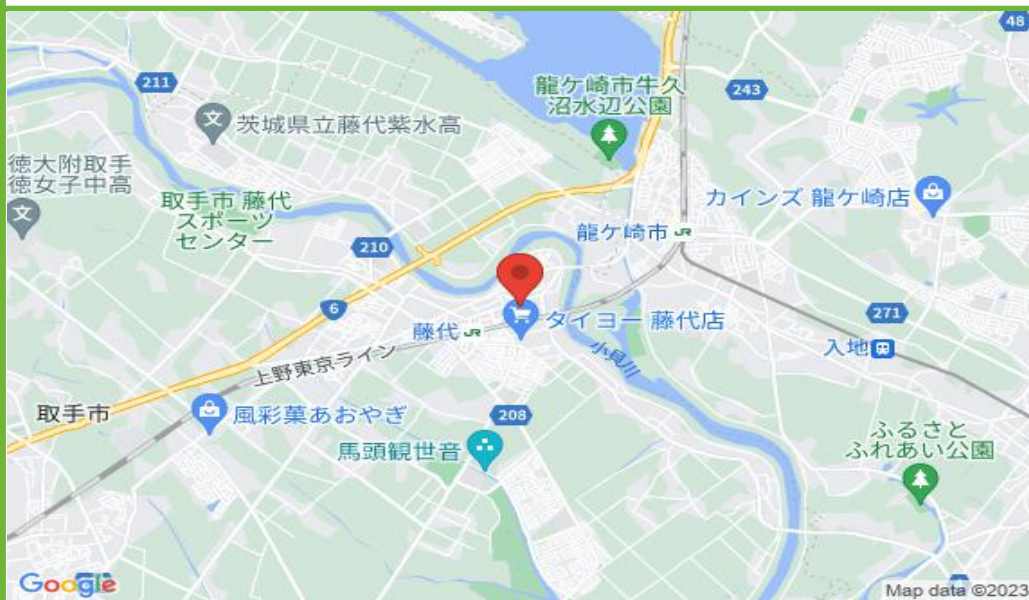 48
211
243
龍ケ崎市牛久
沼水辺公園
文
茨城県立藤代紫水高
徳大附取手
徳女子中高
文
取手市 藤代
スポーツ
センター
カインズ 龍ケ崎店
210
龍ケ崎市 JR
6
271
藤代 JR
タイヨー 藤代店
上野東京ライン
小貝川
入地
取手市
風彩菓あおやぎ
208
馬頭観世音
ふるさと
ふれあい公園
Google
Map data ©2023